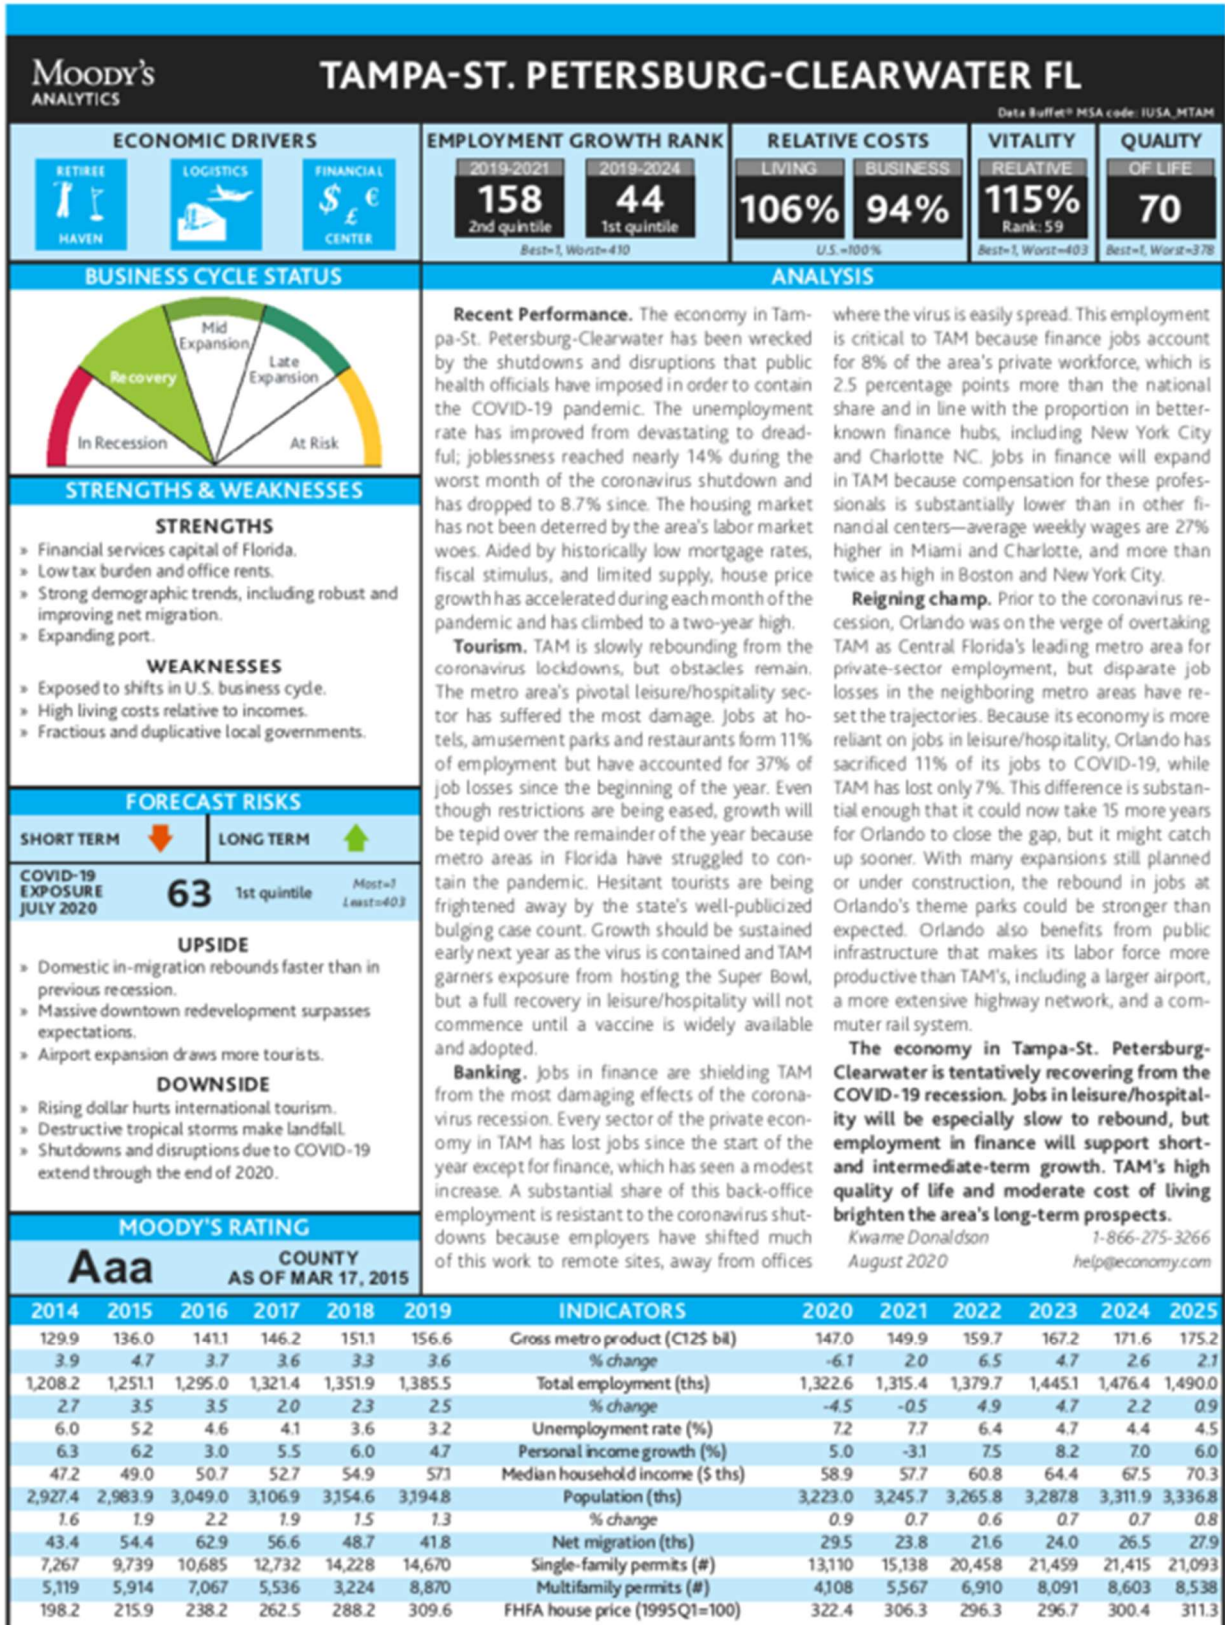 MOODY'S
ANALYTICS
TAMPA-ST. PETERSBURG-CLEARWATER FL
Data Buffet® MSA code: IUSA_MTAM
ECONOMIC DRIVERS
RETIREE
HAVEN
LOGISTICS
FINANCIAL
$ € £
CENTER
EMPLOYMENT GROWTH RANK
2019-2021
158
2nd quintile
2019-2024
44
1st quintile
Best=1, Worst=410
RELATIVE COSTS
LIVING
106%
BUSINESS
94%
U.S.=100%
VITALITY
RELATIVE
115%
Rank: 59
Best=1, Worst=403
QUALITY
OF LIFE
70
Best=1, Worst=378
BUSINESS CYCLE STATUS
In Recession
Recovery
Mid
Expansion
Late
Expansion
At Risk
STRENGTHS & WEAKNESSES
STRENGTHS
» Financial services capital of Florida.
» Low tax burden and office rents.
» Strong demographic trends, including robust and
improving net migration.
» Expanding port.
WEAKNESSES
» Exposed to shifts in U.S. business cycle.
» High living costs relative to incomes.
» Fractious and duplicative local governments.
FORECAST RISKS
SHORT TERM
LONG TERM
COVID-19
EXPOSURE
JULY 2020
63
1st quintile
Most=1
Least=403
UPSIDE
» Domestic in-migration rebounds faster than in
previous recession.
» Massive downtown redevelopment surpasses
expectations.
» Airport expansion draws more tourists.
DOWNSIDE
» Rising dollar hurts international tourism.
» Destructive tropical storms make landfall.
» Shutdowns and disruptions due to COVID-19
extend through the end of 2020.
MOODY'S RATING
Aaa
COUNTY
AS OF MAR 17, 2015
ANALYSIS
Recent Performance. The economy in Tam-
pa-St. Petersburg-Clearwater has been wrecked
by the shutdowns and disruptions that public
health officials have imposed in order to contain
the COVID-19 pandemic. The unemployment
rate has improved from devastating to dread-
ful; joblessness reached nearly 14% during the
worst month of the coronavirus shutdown and
has dropped to 8.7% since. The housing market
has not been deterred by the area's labor market
woes. Aided by historically low mortgage rates,
fiscal stimulus, and limited supply, house price
growth has accelerated during each month of the
pandemic and has climbed to a two-year high.
Tourism. TAM is slowly rebounding from the
coronavirus lockdowns, but obstacles remain.
The metro area's pivotal leisure/hospitality sec-
tor has suffered the most damage. Jobs at ho-
tels, amusement parks and restaurants form 11%
of employment but have accounted for 37% of
job losses since the beginning of the year. Even
though restrictions are being eased, growth will
be tepid over the remainder of the year because
metro areas in Florida have struggled to con-
tain the pandemic. Hesitant tourists are being
frightened away by the state's well-publicized
bulging case count. Growth should be sustained
early next year as the virus is contained and TAM
garners exposure from hosting the Super Bowl,
but a full recovery in leisure/hospitality will not
commence until a vaccine is widely available
and adopted.
Banking. Jobs in finance are shielding TAM
from the most damaging effects of the corona-
virus recession. Every sector of the private econ-
omy in TAM has lost jobs since the start of the
year except for finance, which has seen a modest
increase. A substantial share of this back-office
employment is resistant to the coronavirus shut-
downs because employers have shifted much
of this work to remote sites, away from offices
where the virus is easily spread. This employment
is critical to TAM because finance jobs account
for 8% of the area's private workforce, which is
2.5 percentage points more than the national
share and in line with the proportion in better-
known finance hubs, including New York City
and Charlotte NC. Jobs in finance will expand
in TAM because compensation for these profes-
sionals is substantially lower than in other fi-
nancial centers—average weekly wages are 27%
higher in Miami and Charlotte, and more than
twice as high in Boston and New York City.
Reigning champ. Prior to the coronavirus re-
cession, Orlando was on the verge of overtaking
TAM as Central Florida's leading metro area for
private-sector employment, but disparate job
losses in the neighboring metro areas have re-
set the trajectories. Because its economy is more
reliant on jobs in leisure/hospitality, Orlando has
sacrificed 11% of its jobs to COVID-19, while
TAM has lost only 7%. This difference is substan-
tial enough that it could now take 15 more years
for Orlando to close the gap, but it might catch
up sooner. With many expansions still planned
or under construction, the rebound in jobs at
Orlando's theme parks could be stronger than
expected. Orlando also benefits from public
infrastructure that makes its labor force more
productive than TAM's, including a larger airport,
a more extensive highway network, and a com-
muter rail system.
The economy in Tampa-St. Petersburg-
Clearwater is tentatively recovering from the
COVID-19 recession. Jobs in leisure/hospital-
ity will be especially slow to rebound, but
employment in finance will support short-
and intermediate-term growth. TAM's high
quality of life and moderate cost of living
brighten the area's long-term prospects.
Kwame Donaldson 1-866-275-3266
August 2020 help@economy.com
2014 2015 2016 2017 2018 2019 INDICATORS 2020 2021 2022 2023 2024 2025
129.9 136.0 141.1 146.2 151.1 156.6 Gross metro product (C12$ bil) 147.0 149.9 159.7 167.2 171.6 175.2
3.9 4.7 3.7 3.6 3.3 3.6 % change -6.1 2.0 6.5 4.7 2.6 2.1
1,208.2 1,251.1 1,295.0 1,321.4 1,351.9 1,385.5 Total employment (ths) 1,322.6 1,315.4 1,379.7 1,445.1 1,476.4 1,490.0
2.7 3.5 3.5 2.0 2.3 2.5 % change -4.5 -0.5 4.9 4.7 2.2 0.9
6.0 5.2 4.6 4.1 3.6 3.2 Unemployment rate (%) 7.2 7.7 6.4 4.7 4.4 4.5
6.3 6.2 3.0 5.5 6.0 4.7 Personal income growth (%) 5.0 -3.1 7.5 8.2 7.0 6.0
47.2 49.0 50.7 52.7 54.9 57.1 Median household income ($ ths) 58.9 57.7 60.8 64.4 67.5 70.3
2,927.4 2,983.9 3,049.0 3,106.9 3,154.6 3,194.8 Population (ths) 3,223.0 3,245.7 3,265.8 3,287.8 3,311.9 3,336.8
1.6 1.9 2.2 1.9 1.5 1.3 % change 0.9 0.7 0.6 0.7 0.7 0.8
43.4 54.4 62.9 56.6 48.7 41.8 Net migration (ths) 29.5 23.8 21.6 24.0 26.5 27.9
7,267 9,739 10,685 12,732 14,228 14,670 Single-family permits (#) 13,110 15,138 20,458 21,459 21,415 21,093
5,119 5,914 7,067 5,536 3,224 8,870 Multifamily permits (#) 4,108 5,567 6,910 8,091 8,603 8,538
198.2 215.9 238.2 262.5 288.2 309.6 FHFA house price (1995Q1=100) 322.4 306.3 296.3 296.7 300.4 311.3